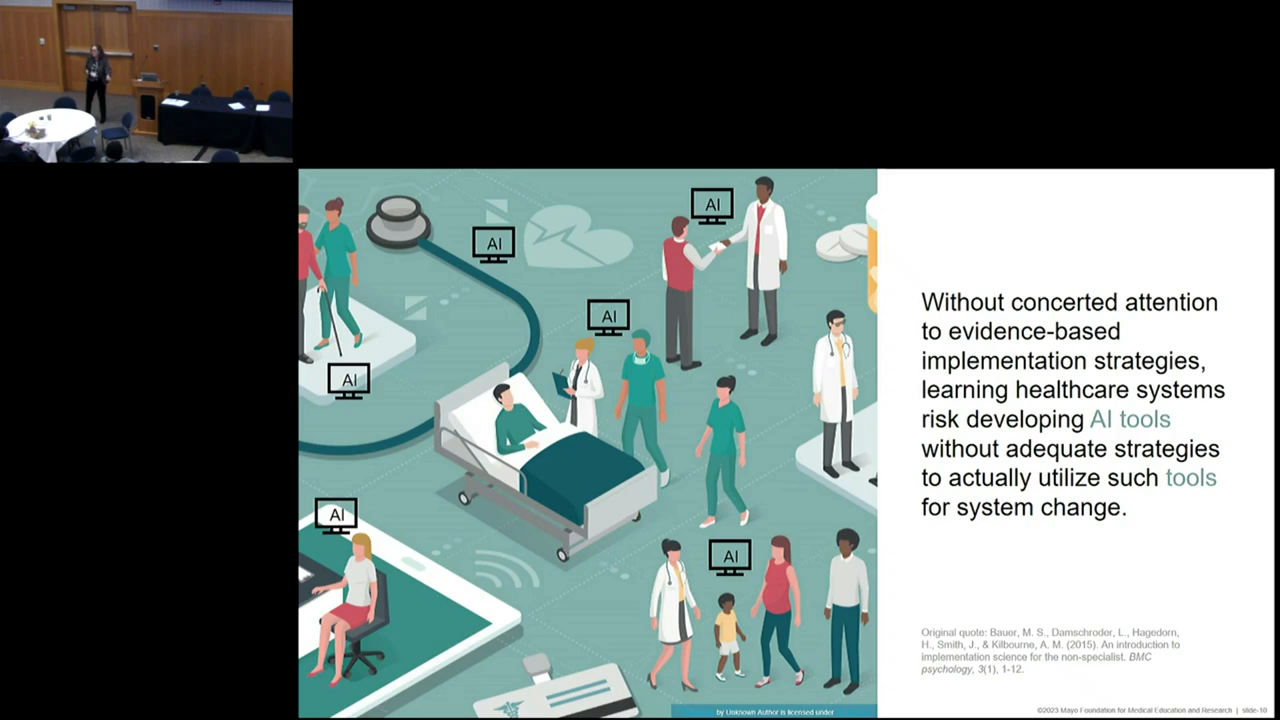 AI
AI
AI
AI
AI
AI
Without concerted attention
to evidence-based
implementation strategies,
learning healthcare systems
risk developing AI tools
without adequate strategies
to actually utilize such tools
for system change.
Original quote: Bauer, M. S., Damschroder, L., Hagedorn,
H., Smith, J., & Kilbourne, A. M. (2015). An introduction to
implementation science for the non-specialist. BMC
psychology, 3(1), 1-12.
by Unknown Author is licensed under
©2023 Mayo Foundation for Medical Education and Research | slide-10